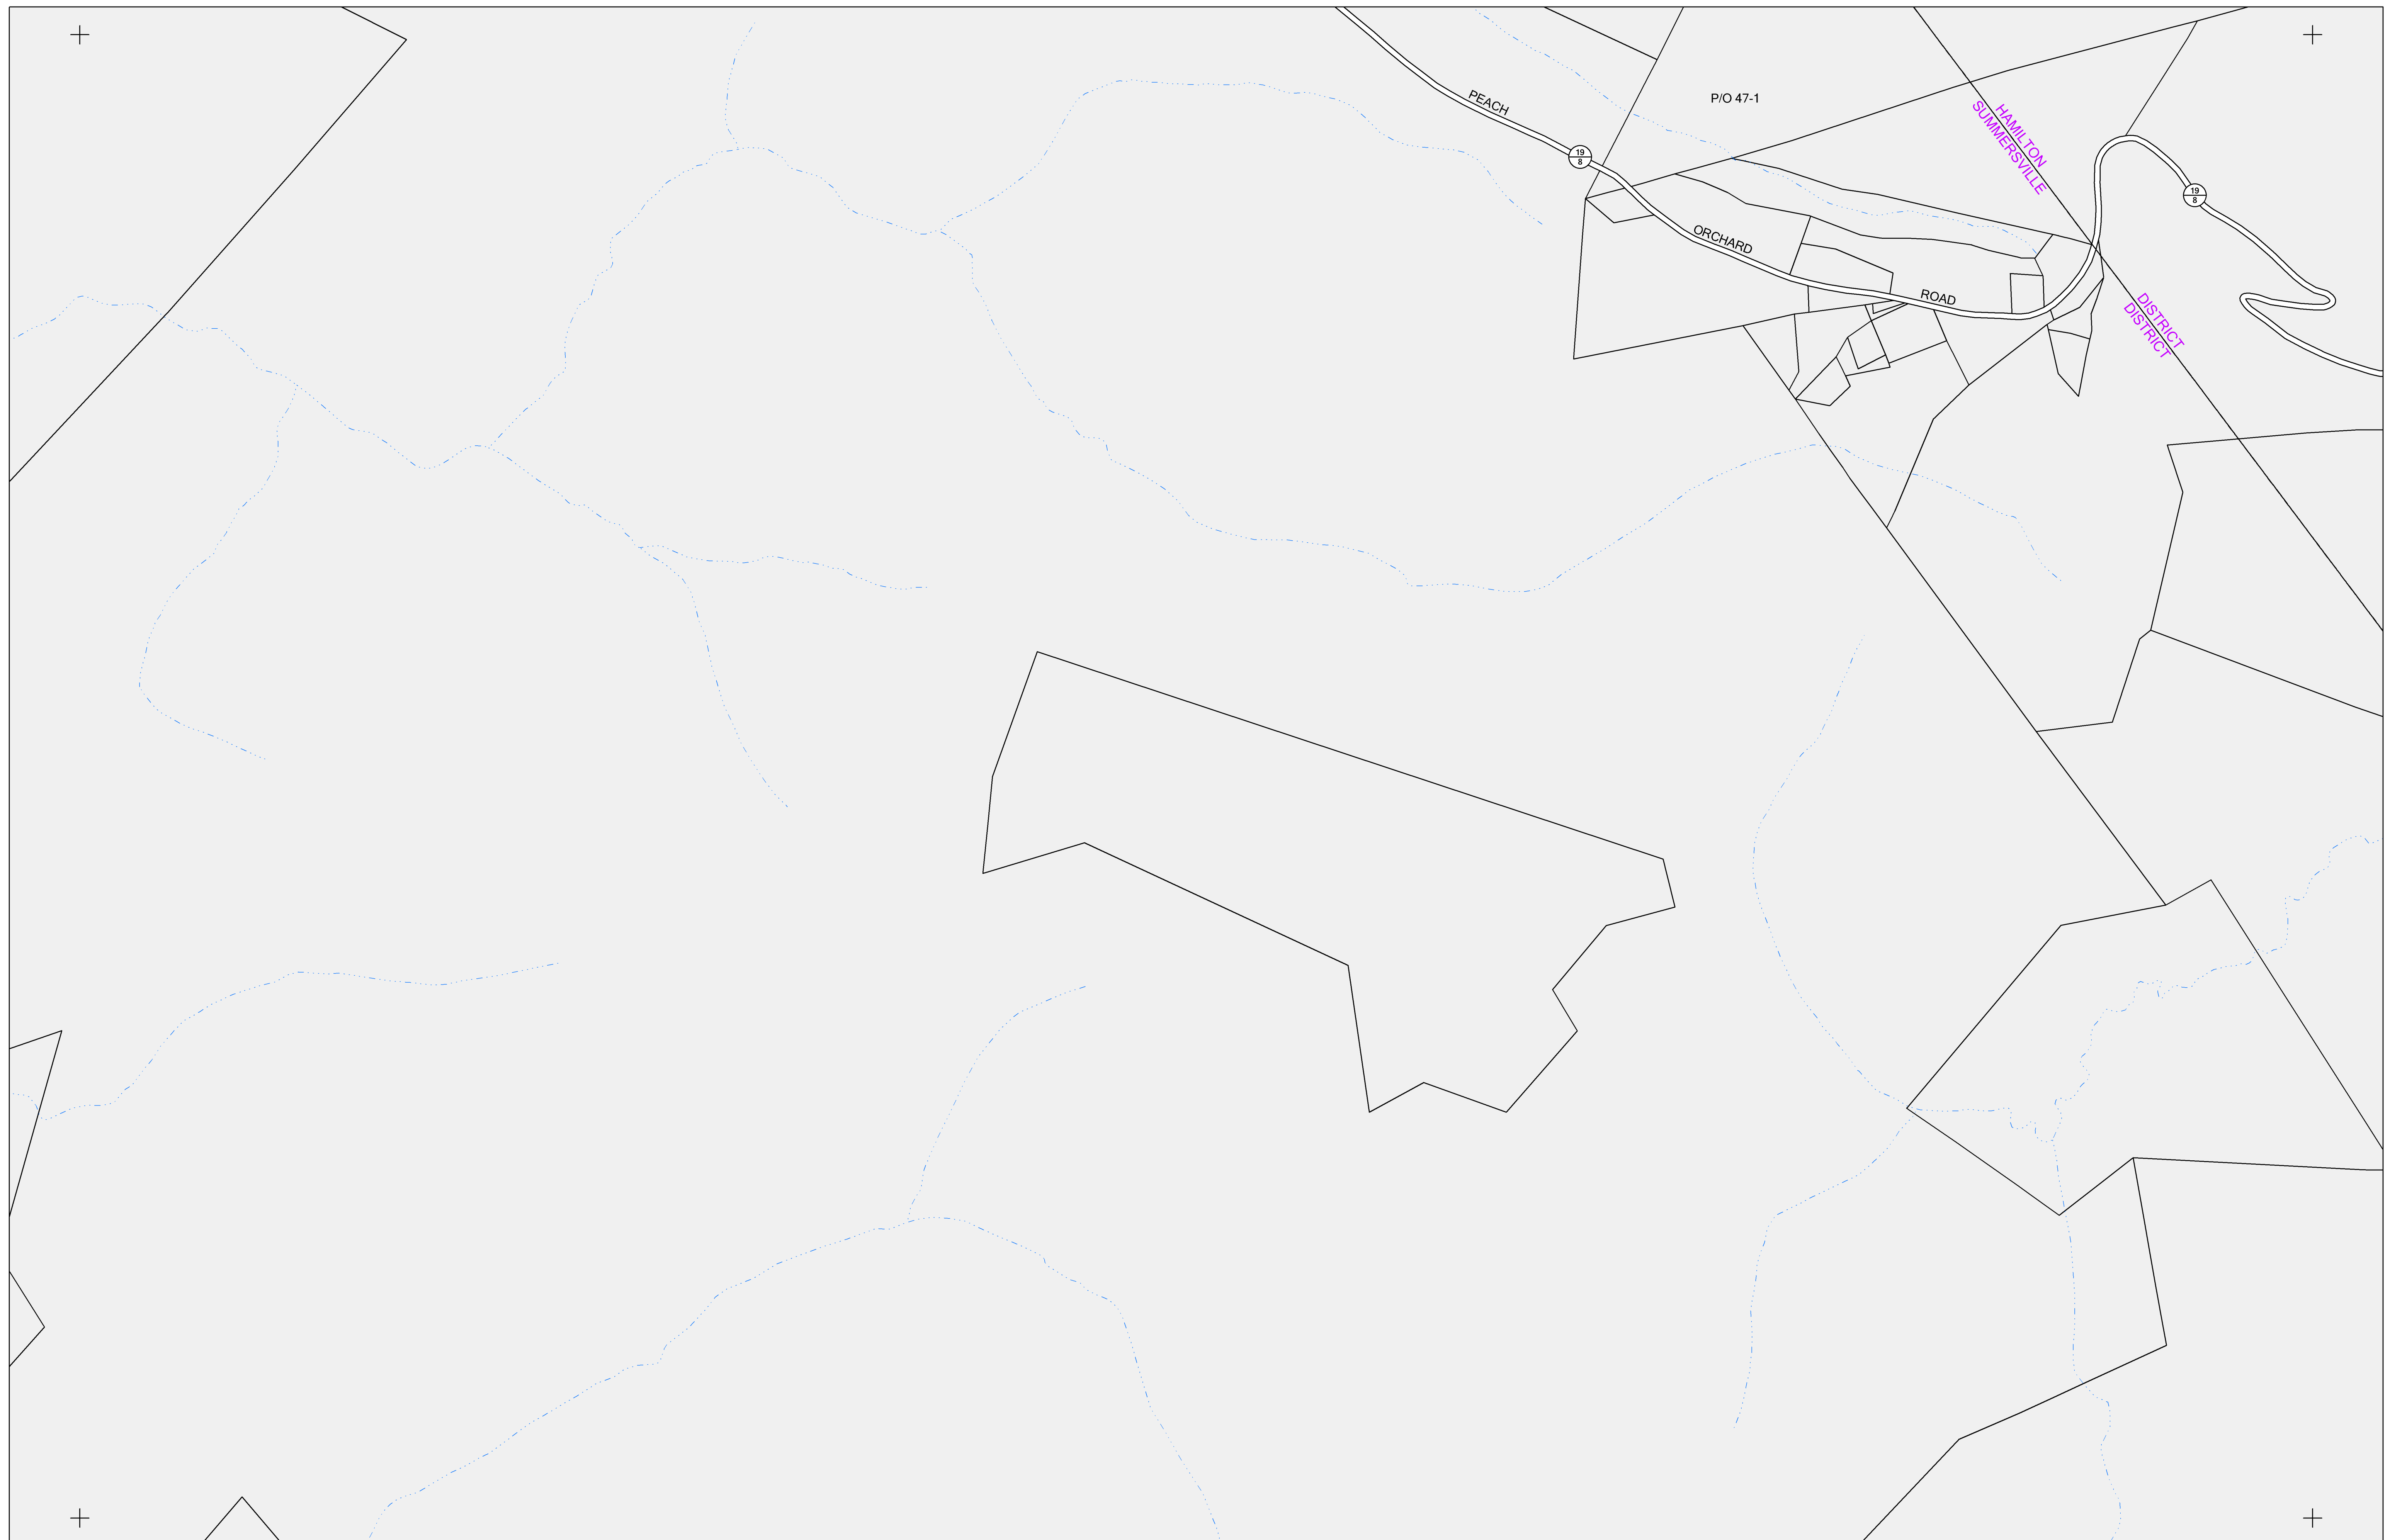 PEACH
P/O 47-1
HAMILTON
SUMMERSVILLE
19
8
19
8
ORCHARD
ROAD
DISTRICT
DISTRICT